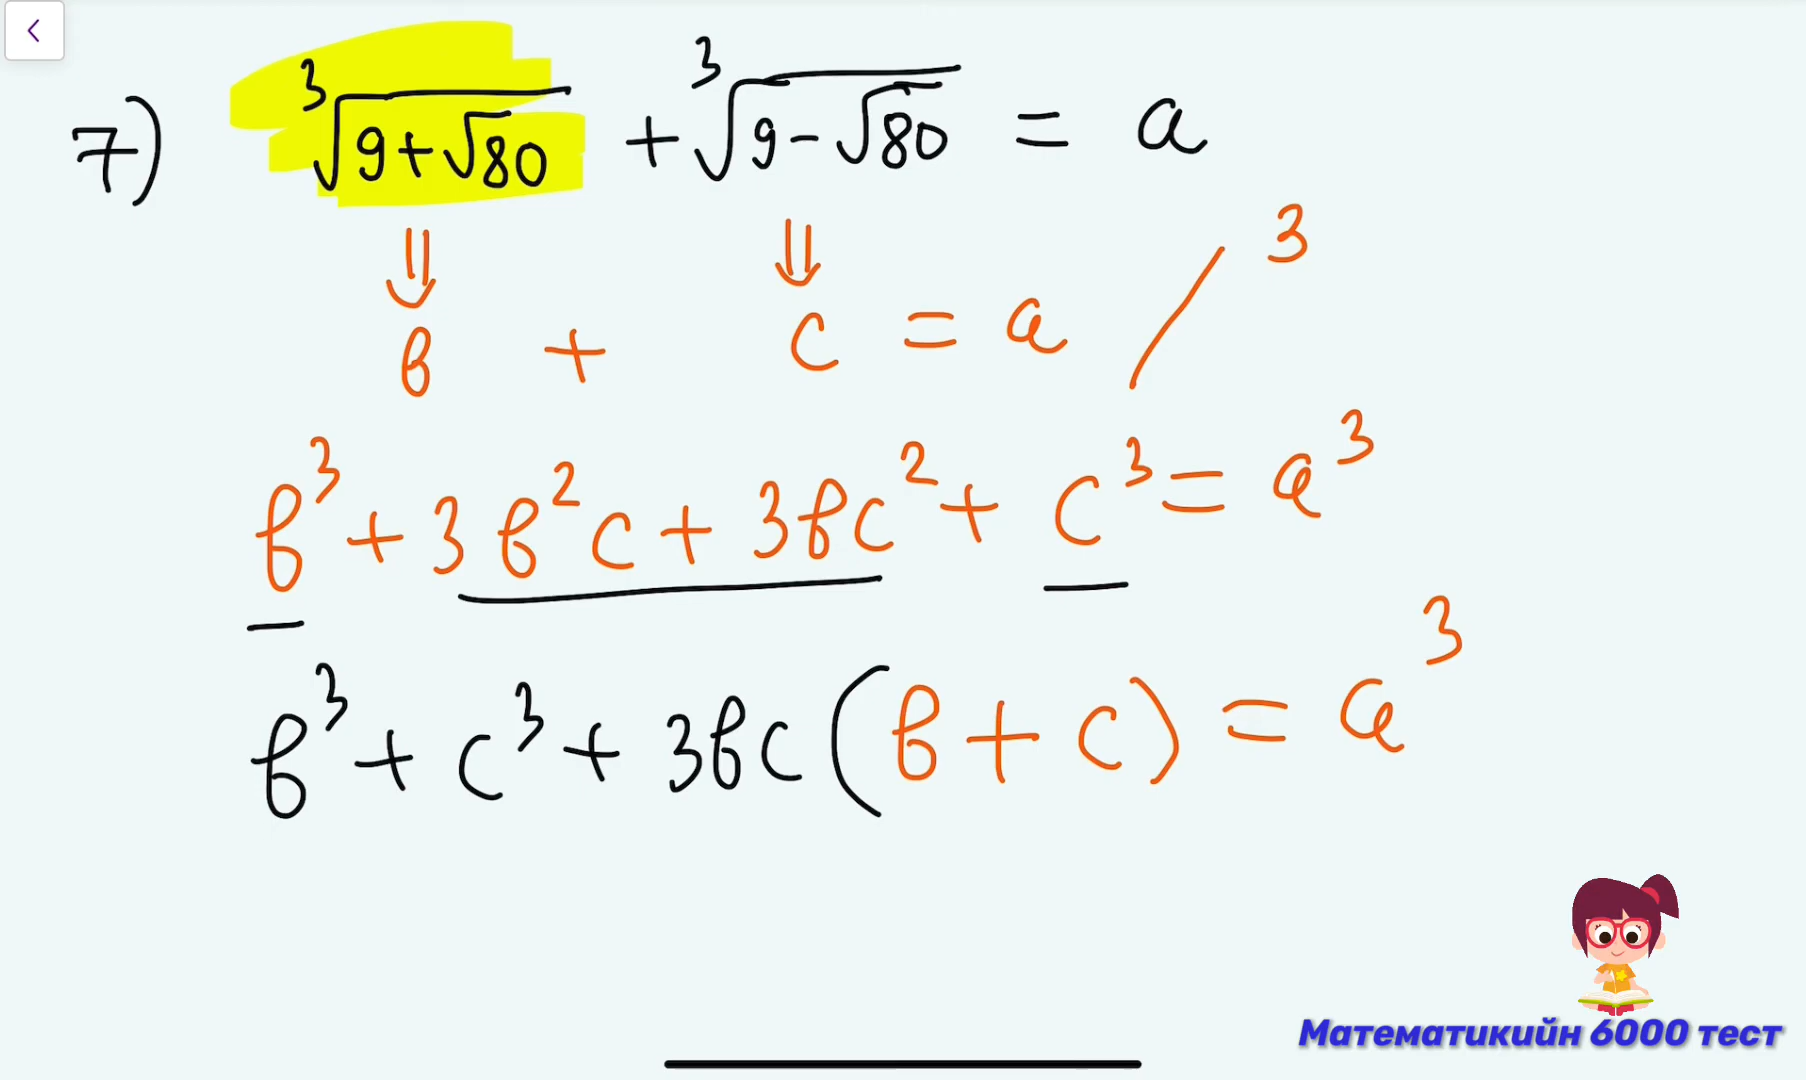 7) ∛(9+√80) + ∛(9-√80) = a
⇓ ⇓
в + c = a / 3
в³ + 3в²c + 3вc² + c³ = a³
в³ + c³ + 3вc(в + c) = a³
Математикийн 6000 тест